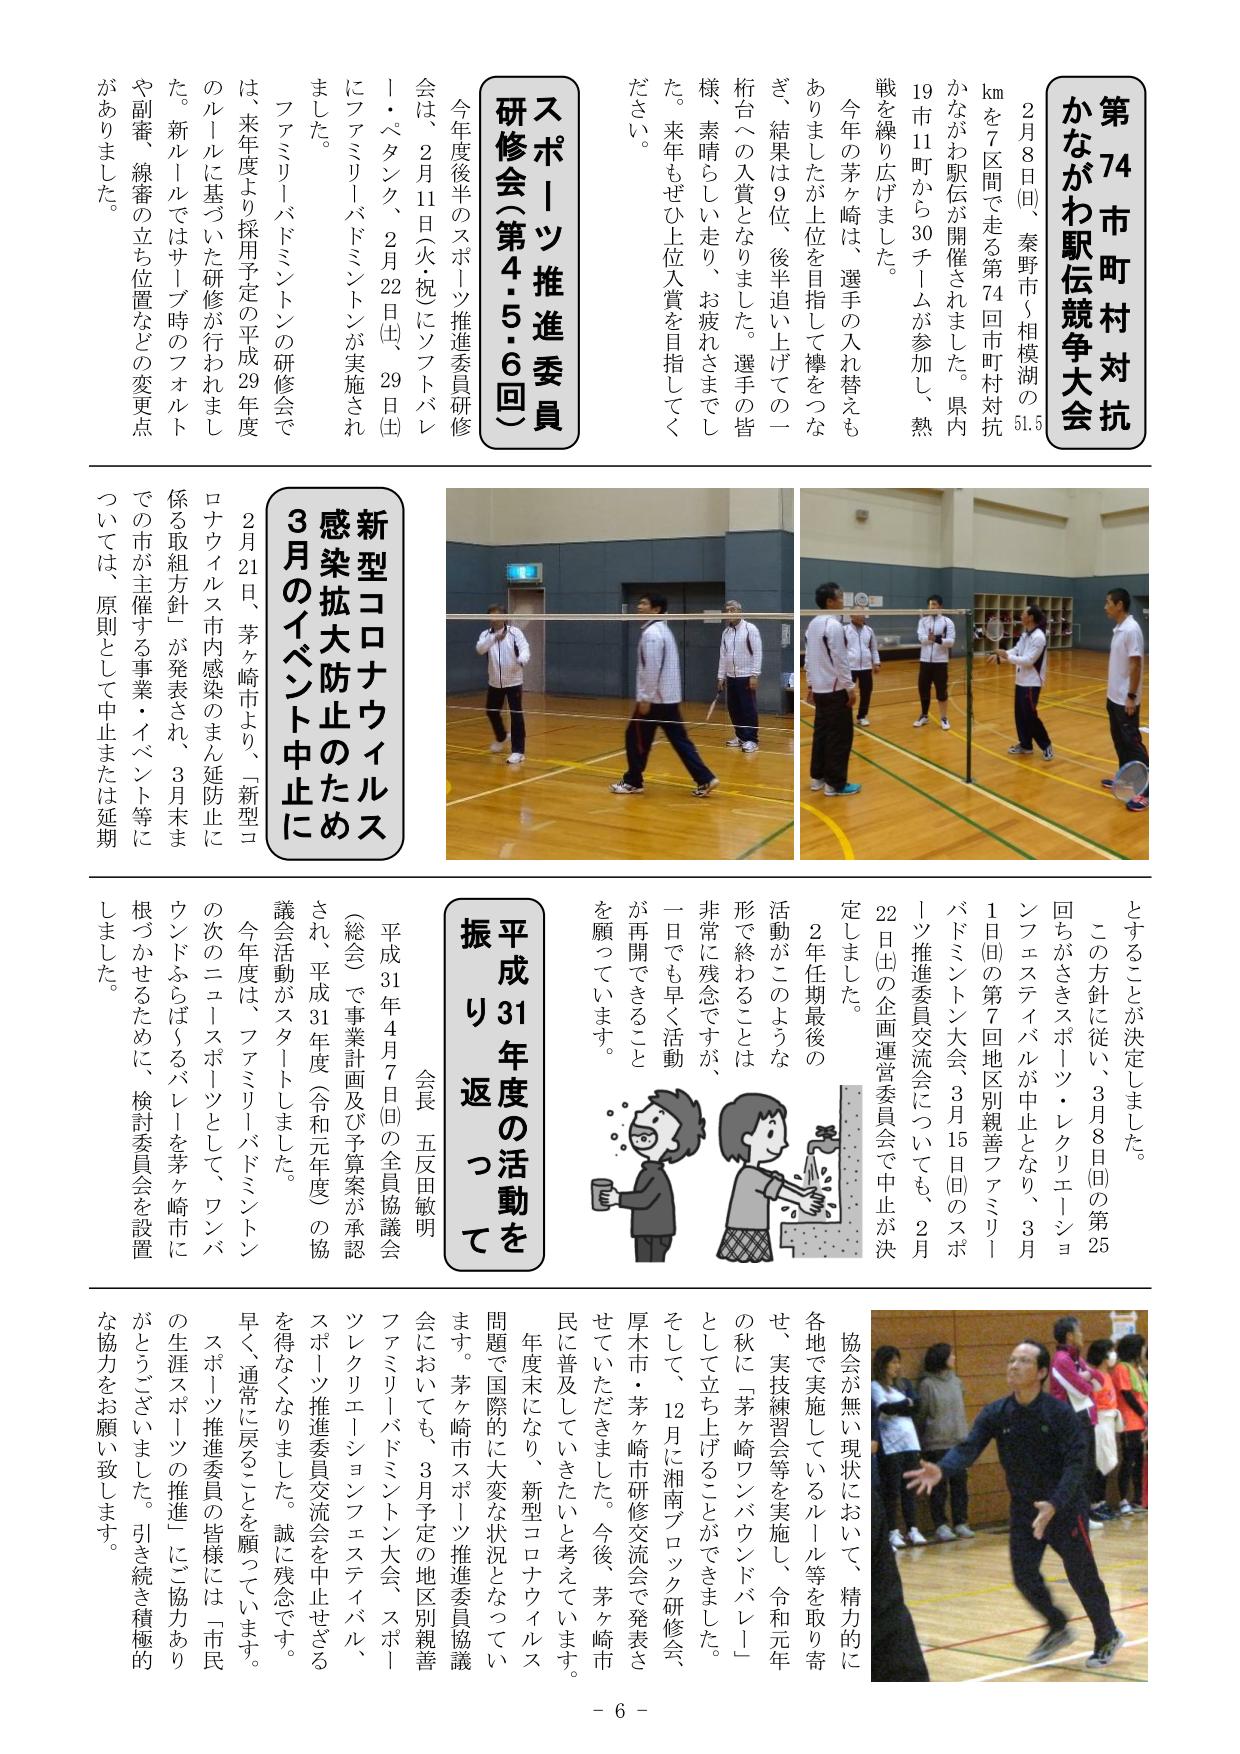 第74市町村対抗
かながわ駅伝競争大会
２月８日㈰、秦野市～相模湖の51.5
kmを７区間で走る第74回市町村対抗
かながわ駅伝が開催されました。県内
19市11町から30チームが参加し、熱
戦を繰り広げました。
今年の茅ヶ崎は、選手の入れ替えも
ありましたが上位を目指して襷をつな
ぎ、結果は９位、後半追い上げての一
桁台への入賞となりました。選手の皆
様、素晴らしい走り、お疲れさまでし
た。来年もぜひ上位入賞を目指してく
ださい。
スポーツ推進委員
研修会（第４・５・６回）
今年度後半のスポーツ推進委員研修
会は、２月11日（火・祝）にソフトバレ
ー・ペタンク、２月22日㈯、29日㈯
にファミリーバドミントンが実施され
ました。
ファミリーバドミントンの研修会で
は、来年度より採用予定の平成29年度
のルールに基づいた研修が行われまし
た。新ルールではサーブ時のフォルト
や副審、線審の立ち位置などの変更点
がありました。
新型コロナウィルス
感染拡大防止のため
３月のイベント中止に
２月21日、茅ヶ崎市より、「新型コ
ロナウィルス市内感染のまん延防止に
係る取組方針」が発表され、３月末ま
での市が主催する事業・イベント等に
ついては、原則として中止または延期
とすることが決定しました。
この方針に従い、３月８日㈰の第25
回ちがさきスポーツ・レクリエーショ
ンフェスティバルが中止となり、３月
１日㈰の第７回地区別親善ファミリー
バドミントン大会、３月15日㈰のスポ
ーツ推進委員交流会についても、２月
22日㈯の企画運営委員会で中止が決
定しました。
２年任期最後の
活動がこのような
形で終わることは
非常に残念ですが、
一日でも早く活動
が再開できること
を願っています。
平成31年度の活動を
振り返って
会長　五反田敏明
平成31年４月７日㈰の全員協議会
（総会）で事業計画及び予算案が承認
され、平成31年度（令和元年度）の協
議会活動がスタートしました。
今年度は、ファミリーバドミントン
の次のニュースポーツとして、ワンバ
ウンドふらば～るバレーを茅ヶ崎市に
根づかせるために、検討委員会を設置
しました。
協会が無い現状において、精力的に
各地で実施しているルール等を取り寄
せ、実技練習会等を実施し、令和元年
の秋に「茅ヶ崎ワンバウンドバレー」
として立ち上げることができました。
そして、12月に湘南ブロック研修会、
厚木市・茅ヶ崎市研修交流会で発表さ
せていただきました。今後、茅ヶ崎市
民に普及していきたいと考えています。
年度末になり、新型コロナウィルス
問題で国際的に大変な状況となってい
ます。茅ヶ崎市スポーツ推進委員協議
会においても、３月予定の地区別親善
ファミリーバドミントン大会、スポー
ツレクリエーションフェスティバル、
スポーツ推進委員交流会を中止せざる
を得なくなりました。誠に残念です。
早く、通常に戻ることを願っています。
スポーツ推進委員の皆様には「市民
の生涯スポーツの推進」にご協力あり
がとうございました。引き続き積極的
な協力をお願い致します。
－６－